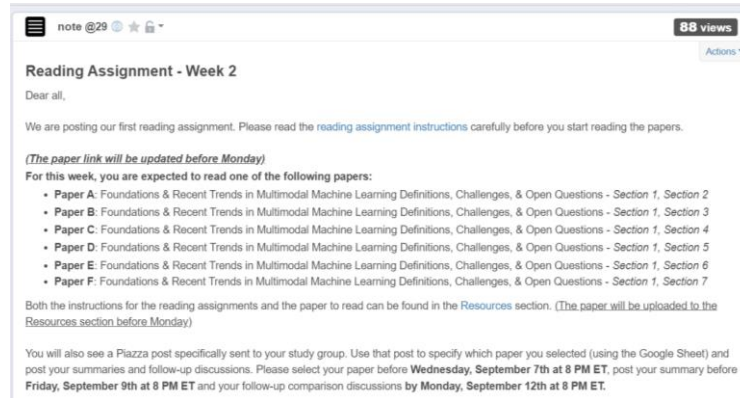 note @29
88 views
Actions
Reading Assignment - Week 2
Dear all,
We are posting our first reading assignment. Please read the reading assignment instructions carefully before you start reading the papers.
(The paper link will be updated before Monday)
For this week, you are expected to read one of the following papers:
• Paper A: Foundations & Recent Trends in Multimodal Machine Learning Definitions, Challenges, & Open Questions - Section 1, Section 2
• Paper B: Foundations & Recent Trends in Multimodal Machine Learning Definitions, Challenges, & Open Questions - Section 1, Section 3
• Paper C: Foundations & Recent Trends in Multimodal Machine Learning Definitions, Challenges, & Open Questions - Section 1, Section 4
• Paper D: Foundations & Recent Trends in Multimodal Machine Learning Definitions, Challenges, & Open Questions - Section 1, Section 5
• Paper E: Foundations & Recent Trends in Multimodal Machine Learning Definitions, Challenges, & Open Questions - Section 1, Section 6
• Paper F: Foundations & Recent Trends in Multimodal Machine Learning Definitions, Challenges, & Open Questions - Section 1, Section 7
Both the instructions for the reading assignments and the paper to read can be found in the Resources section. (The paper will be uploaded to the
Resources section before Monday)
You will also see a Piazza post specifically sent to your study group. Use that post to specify which paper you selected (using the Google Sheet) and
post your summaries and follow-up discussions. Please select your paper before Wednesday, September 7th at 8 PM ET, post your summary before
Friday, September 9th at 8 PM ET and your follow-up comparison discussions by Monday, September 12th at 8 PM ET.